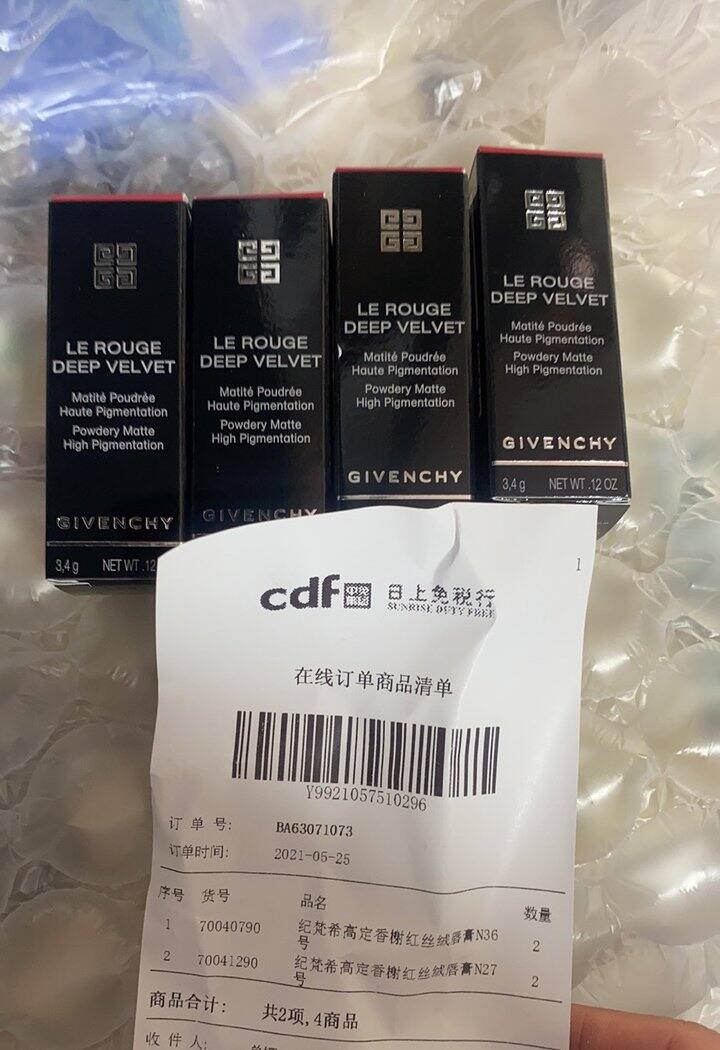 LE ROUGE
DEEP VELVET
Matité Poudrée
Haute Pigmentation
Powdery Matte
High Pigmentation
GIVENCHY
3,4 g NET WT .12
LE ROUGE
DEEP VELVET
Matité Poudrée
Haute Pigmentation
Powdery Matte
High Pigmentation
GIVENCHY
LE ROUGE
DEEP VELVET
Matité Poudrée
Haute Pigmentation
Powdery Matte
High Pigmentation
GIVENCHY
LE ROUGE
DEEP VELVET
Matité Poudrée
Haute Pigmentation
Powdery Matte
High Pigmentation
GIVENCHY
3,4 g NET WT .12 OZ
1
cdf 中免集团 日上免税行
SUNRISE DUTY FREE
在线订单商品清单
Y9921057510296
订单号: BA63071073
订单时间: 2021-05-25
序号 货号 品名 数量
1 70040790 纪梵希高定香榭红丝绒唇膏N36号 2
2 70041290 纪梵希高定香榭红丝绒唇膏N27号 2
商品合计: 共2项,4商品
收件人: